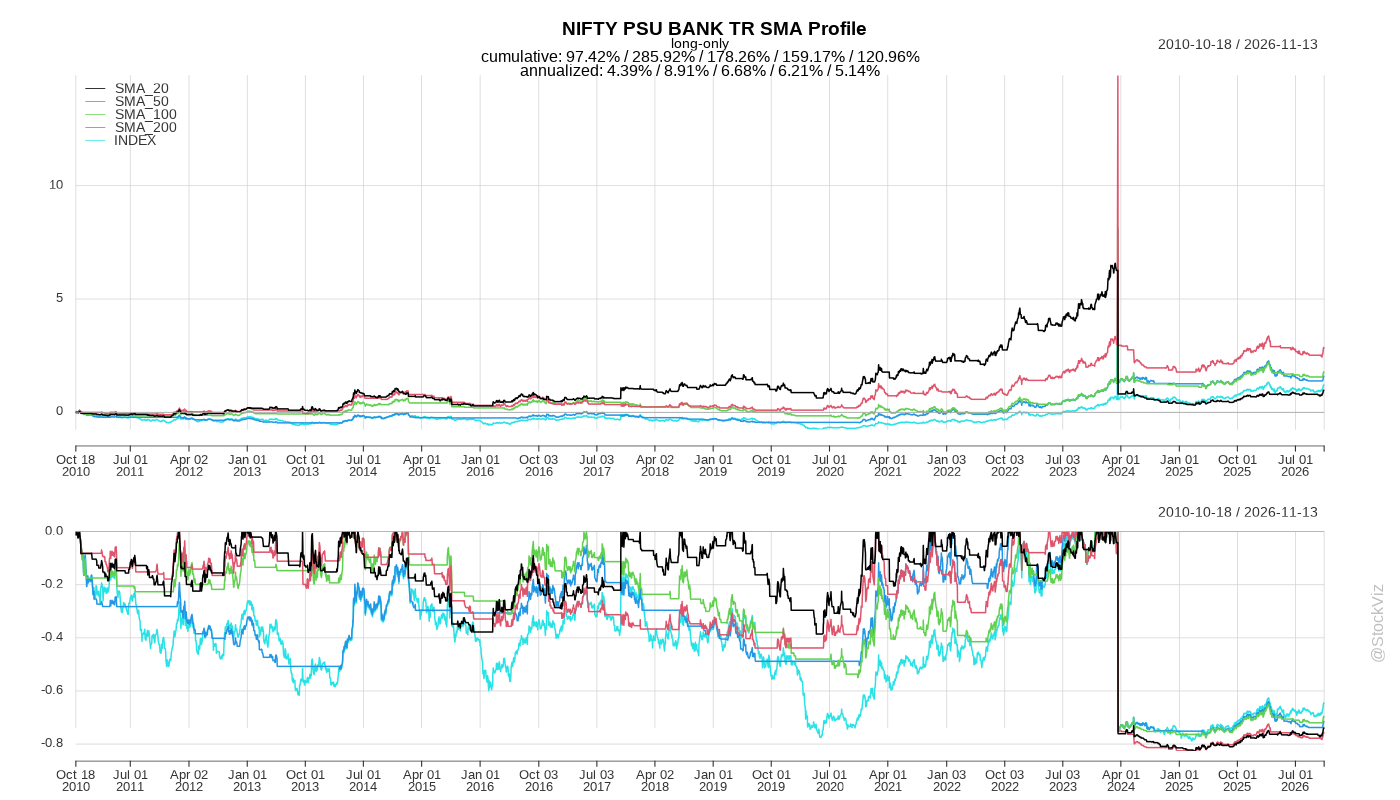 NIFTY PSU BANK TR SMA Profile
long-only
cumulative: 97.42% / 285.92% / 178.26% / 159.17% / 120.96%
annualized: 4.39% / 8.91% / 6.68% / 6.21% / 5.14%
2010-10-18 / 2026-11-13
SMA_20
SMA_50
SMA_100
SMA_200
INDEX
10
5
0
Oct 18 Jul 01 Apr 02 Jan 01 Oct 01 Jul 01 Apr 01 Jan 01 Oct 03 Jul 03 Apr 02 Jan 01 Oct 01 Jul 01 Apr 01 Jan 03 Oct 03 Jul 03 Apr 01 Jan 01 Oct 01 Jul 01
2010 2011 2012 2013 2013 2014 2015 2016 2016 2017 2018 2019 2019 2020 2021 2022 2022 2023 2024 2025 2025 2026
2010-10-18 / 2026-11-13
0.0
-0.2
-0.4
-0.6
-0.8
Oct 18 Jul 01 Apr 02 Jan 01 Oct 01 Jul 01 Apr 01 Jan 01 Oct 03 Jul 03 Apr 02 Jan 01 Oct 01 Jul 01 Apr 01 Jan 03 Oct 03 Jul 03 Apr 01 Jan 01 Oct 01 Jul 01
2010 2011 2012 2013 2013 2014 2015 2016 2016 2017 2018 2019 2019 2020 2021 2022 2022 2023 2024 2025 2025 2026
@StockViz